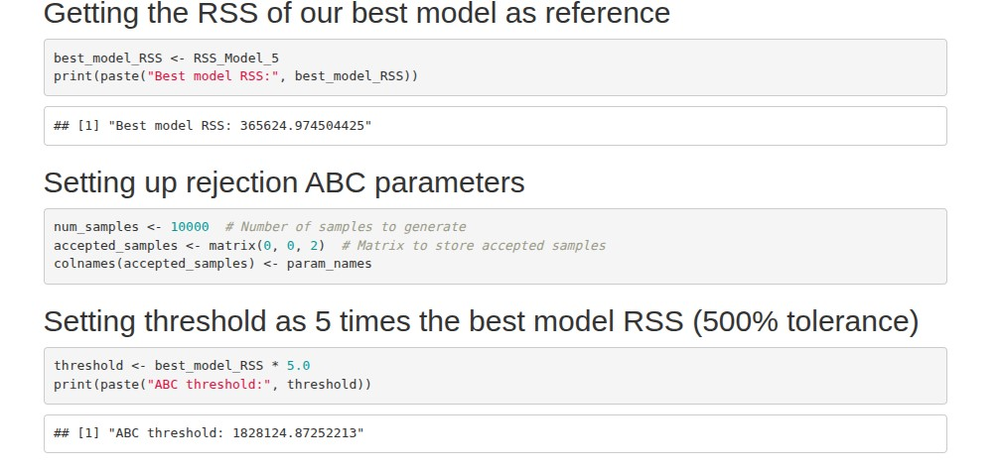 Getting the RSS of our best model as reference
best_model_RSS <- RSS_Model_5
print(paste("Best model RSS:", best_model_RSS))
## [1] "Best model RSS: 365624.974504425"
Setting up rejection ABC parameters
num_samples <- 10000  # Number of samples to generate
accepted_samples <- matrix(0, 0, 2)  # Matrix to store accepted samples
colnames(accepted_samples) <- param_names
Setting threshold as 5 times the best model RSS (500% tolerance)
threshold <- best_model_RSS * 5.0
print(paste("ABC threshold:", threshold))
## [1] "ABC threshold: 1828124.87252213"